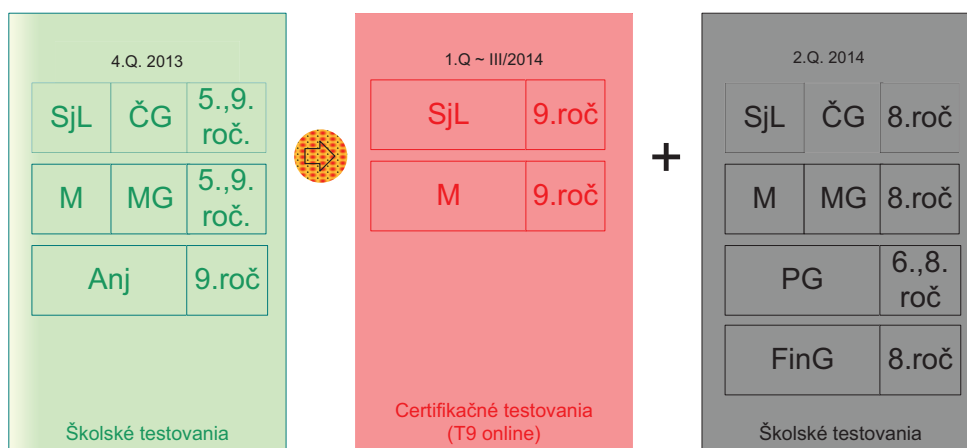 4.Q. 2013
SjL ČG 5.,9. roč.
M MG 5.,9. roč.
Anj 9.roč
Školské testovania
1.Q ~ III/2014
SjL 9.roč
M 9.roč
Certifikačné testovania
(T9 online)
+
2.Q. 2014
SjL ČG 8.roč
M MG 8.roč
PG 6.,8. roč
FinG 8.roč
Školské testovania